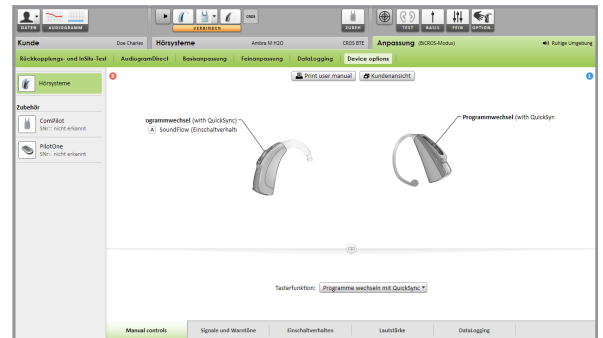 DATEN AUDIOGRAMM VERBINDEN CROS ZUBEH TEST BASIS FEIN OPTION..
Kunde Doe Charles Hörsysteme Ambra M H2O CROS BTE Anpassung (BICROS-Modus) Ruhige Umgebung
Rückkopplungs- und InSitu-Test AudiogramDirect Basisanpassung Feinanpassung DataLogging Device options
Hörsysteme
Print user manual Kundenansicht
Zubehör
ComPilot
SNr.: nicht erkannt
PilotOne
SNr.: nicht erkannt
ogrammwechsel (with QuickSync)
A SoundFlow (Einschaltverhalt
Programmwechsel (with QuickSyn
Tasterfunktion: Programme wechseln mit QuickSync
Manual controls Signale und Warntöne Einschaltverhalten Lautstärke DataLogging